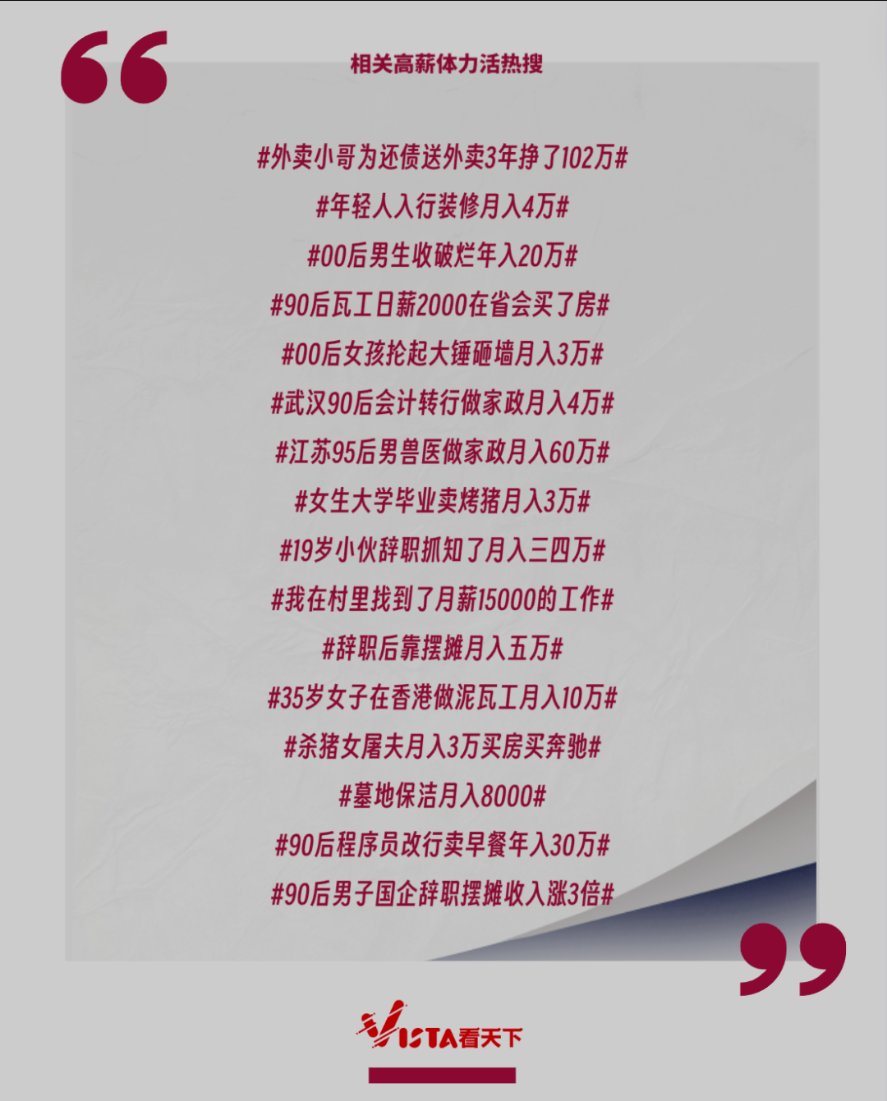 相关高薪体力活热搜
#外卖小哥为还债送外卖3年挣了102万#
#年轻人入行装修月入4万#
#00后男生收破烂年入20万#
#90后瓦工日薪2000在省会买了房#
#00后女孩抡起大锤砸墙月入3万#
#武汉90后会计转行做家政月入4万#
#江苏95后男兽医做家政月入60万#
#女生大学毕业卖烤猪月入3万#
#19岁小伙辞职抓知了月入三四万#
#我在村里找到了月薪15000的工作#
#辞职后靠摆摊月入五万#
#35岁女子在香港做泥瓦工月入10万#
#杀猪女屠夫月入3万买房买奔驰#
#墓地保洁月入8000#
#90后程序员改行卖早餐年入30万#
#90后男子国企辞职摆摊收入涨3倍#
VISTA看天下